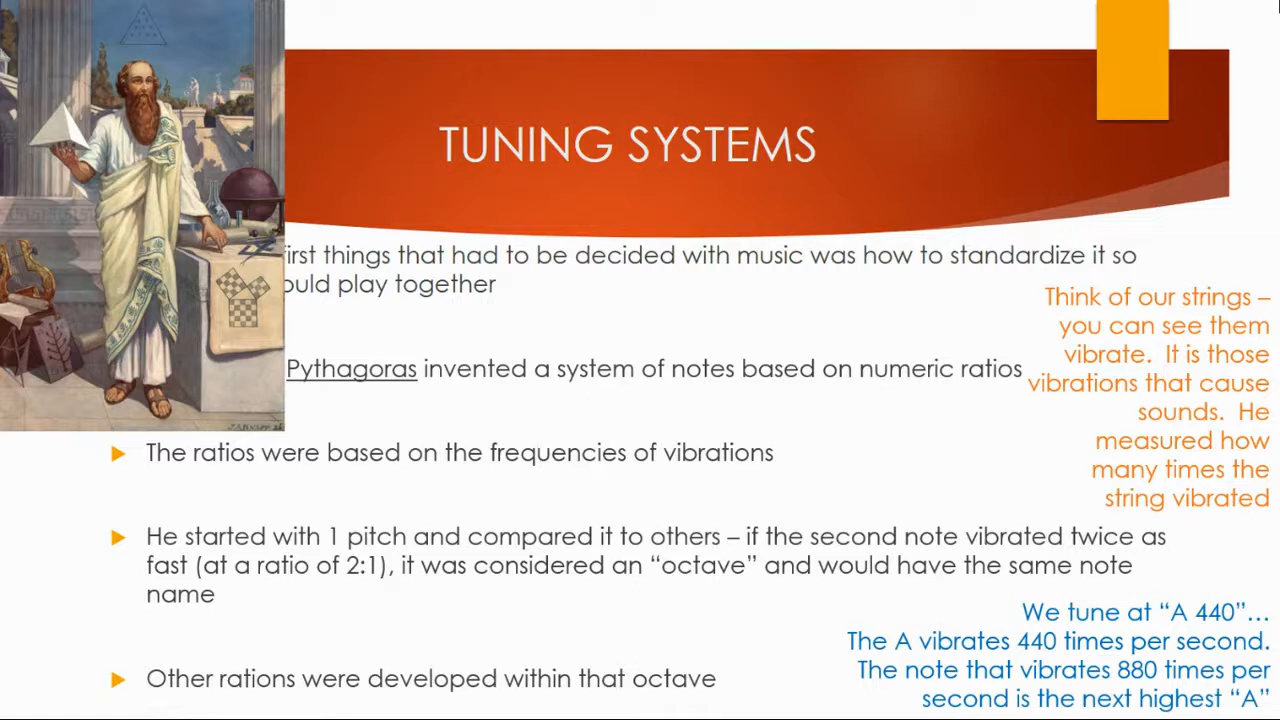 TUNING SYSTEMS
first things that had to be decided with music was how to standardize it so
ould play together
Think of our strings –
you can see them
vibrate. It is those
vibrations that cause
sounds. He
measured how
many times the
string vibrated
Pythagoras invented a system of notes based on numeric ratios
The ratios were based on the frequencies of vibrations
He started with 1 pitch and compared it to others – if the second note vibrated twice as
fast (at a ratio of 2:1), it was considered an “octave” and would have the same note
name
We tune at “A 440”…
The A vibrates 440 times per second.
The note that vibrates 880 times per
second is the next highest “A”
Other rations were developed within that octave